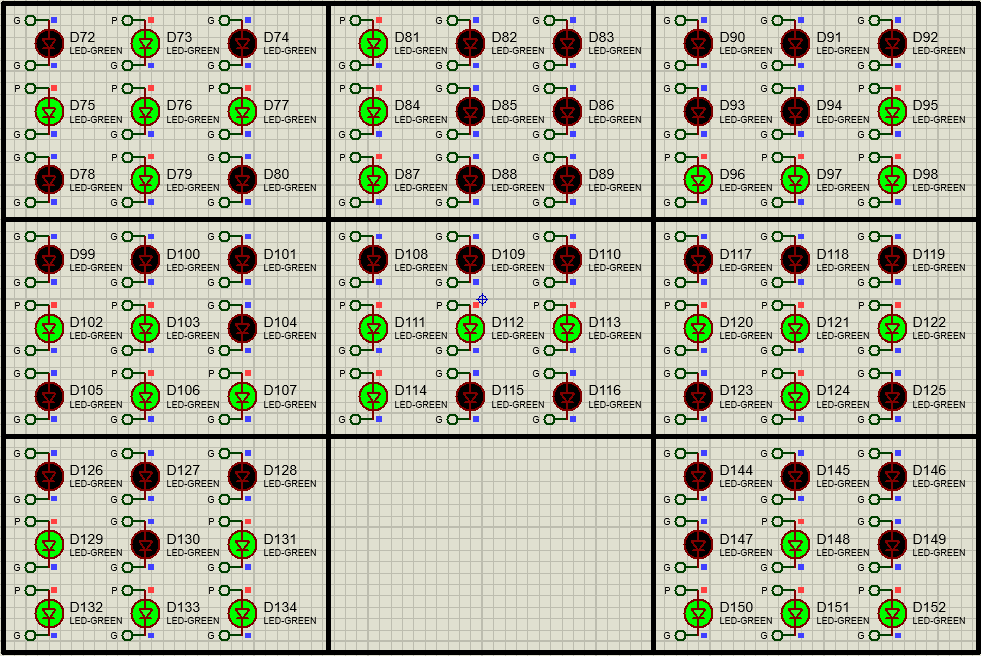 G P G P G G G G G
D72 D73 D74 D81 D82 D83 D90 D91 D92
LED-GREEN LED-GREEN LED-GREEN LED-GREEN LED-GREEN LED-GREEN LED-GREEN LED-GREEN LED-GREEN
G G G G G G G G G
P P P P G G G G P
D75 D76 D77 D84 D85 D86 D93 D94 D95
LED-GREEN LED-GREEN LED-GREEN LED-GREEN LED-GREEN LED-GREEN LED-GREEN LED-GREEN LED-GREEN
G G G G G G G G G
G P G P G G P P P
D78 D79 D80 D87 D88 D89 D96 D97 D98
LED-GREEN LED-GREEN LED-GREEN LED-GREEN LED-GREEN LED-GREEN LED-GREEN LED-GREEN LED-GREEN
G G G G G G G G G
G G G G G G G G G
D99 D100 D101 D108 D109 D110 D117 D118 D119
LED-GREEN LED-GREEN LED-GREEN LED-GREEN LED-GREEN LED-GREEN LED-GREEN LED-GREEN LED-GREEN
G G G G G G G G G
P P G P P P P P P
D102 D103 D104 D111 D112 D113 D120 D121 D122
LED-GREEN LED-GREEN LED-GREEN LED-GREEN LED-GREEN LED-GREEN LED-GREEN LED-GREEN LED-GREEN
G G G G G G G G G
G P P P G G G P G
D105 D106 D107 D114 D115 D116 D123 D124 D125
LED-GREEN LED-GREEN LED-GREEN LED-GREEN LED-GREEN LED-GREEN LED-GREEN LED-GREEN LED-GREEN
G G G G G G G G G
G G G G G G
D126 D127 D128 D144 D145 D146
LED-GREEN LED-GREEN LED-GREEN LED-GREEN LED-GREEN LED-GREEN
G G G G G G
P G P G P G
D129 D130 D131 D147 D148 D149
LED-GREEN LED-GREEN LED-GREEN LED-GREEN LED-GREEN LED-GREEN
G G G G G G
P P P P P P
D132 D133 D134 D150 D151 D152
LED-GREEN LED-GREEN LED-GREEN LED-GREEN LED-GREEN LED-GREEN
G G G G G G